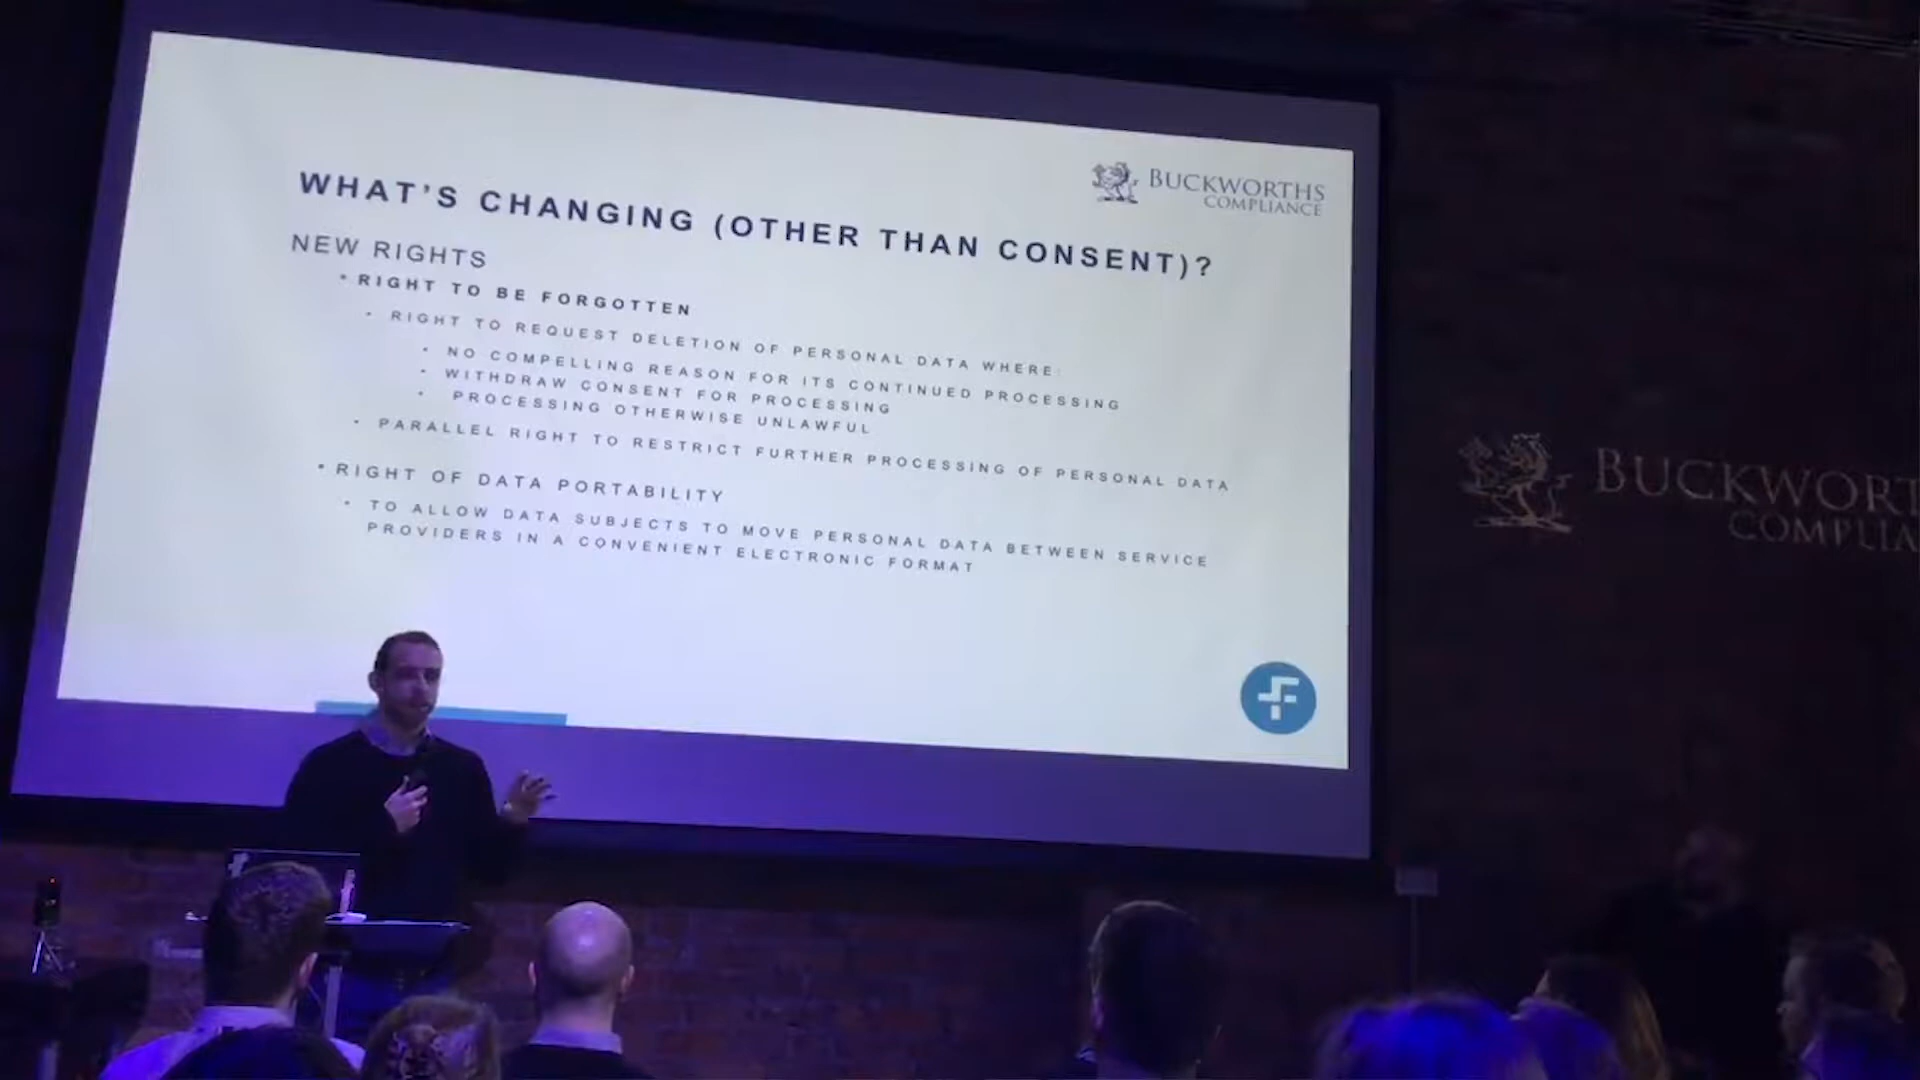 BUCKWORTHS
COMPLIANCE
WHAT'S CHANGING (OTHER THAN CONSENT)?
NEW RIGHTS
• RIGHT TO BE FORGOTTEN
• RIGHT TO REQUEST DELETION OF PERSONAL DATA WHERE:
• NO COMPELLING REASON FOR ITS CONTINUED PROCESSING
• WITHDRAW CONSENT FOR PROCESSING
• PROCESSING OTHERWISE UNLAWFUL
• PARALLEL RIGHT TO RESTRICT FURTHER PROCESSING OF PERSONAL DATA
• RIGHT OF DATA PORTABILITY
• TO ALLOW DATA SUBJECTS TO MOVE PERSONAL DATA BETWEEN SERVICE
PROVIDERS IN A CONVENIENT ELECTRONIC FORMAT
BUCKWORT
COMPLIA